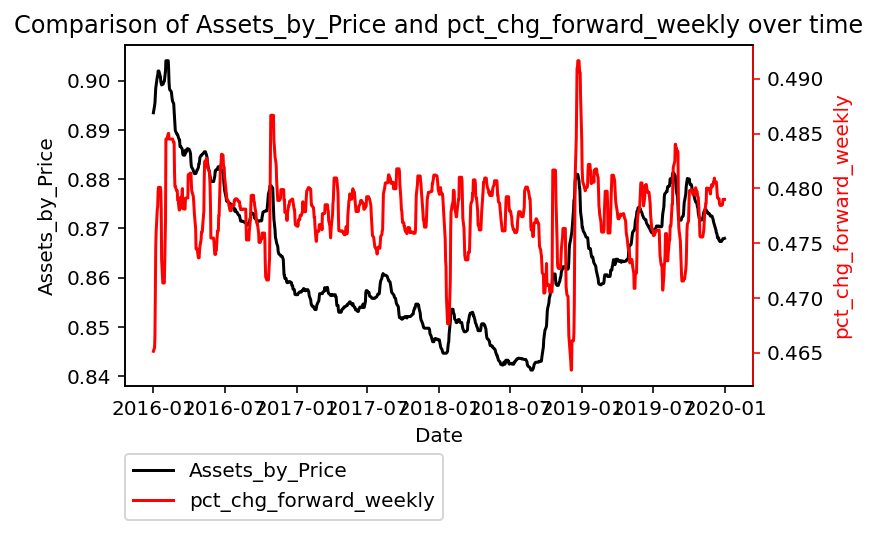 Comparison of Assets_by_Price and pct_chg_forward_weekly over time
Assets_by_Price
0.90
0.89
0.88
0.87
0.86
0.85
0.84
0.490
0.485
0.480
0.475
0.470
0.465
pct_chg_forward_weekly
2016-01 2016-07 2017-01 2017-07 2018-01 2018-07 2019-01 2019-07 2020-01
Date
Assets_by_Price
pct_chg_forward_weekly